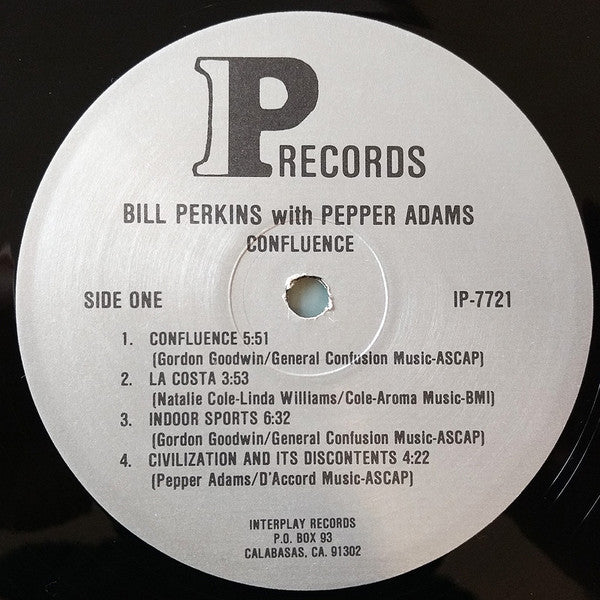 IP RECORDS
BILL PERKINS with PEPPER ADAMS
CONFLUENCE
SIDE ONE IP-7721
1. CONFLUENCE 5:51
(Gordon Goodwin/General Confusion Music-ASCAP)
2. LA COSTA 3:53
(Natalie Cole-Linda Williams/Cole-Aroma Music-BMI)
3. INDOOR SPORTS 6:32
(Gordon Goodwin/General Confusion Music-ASCAP)
4. CIVILIZATION AND ITS DISCONTENTS 4:22
(Pepper Adams/D'Accord Music-ASCAP)
INTERPLAY RECORDS
P.O. BOX 93
CALABASAS, CA. 91302